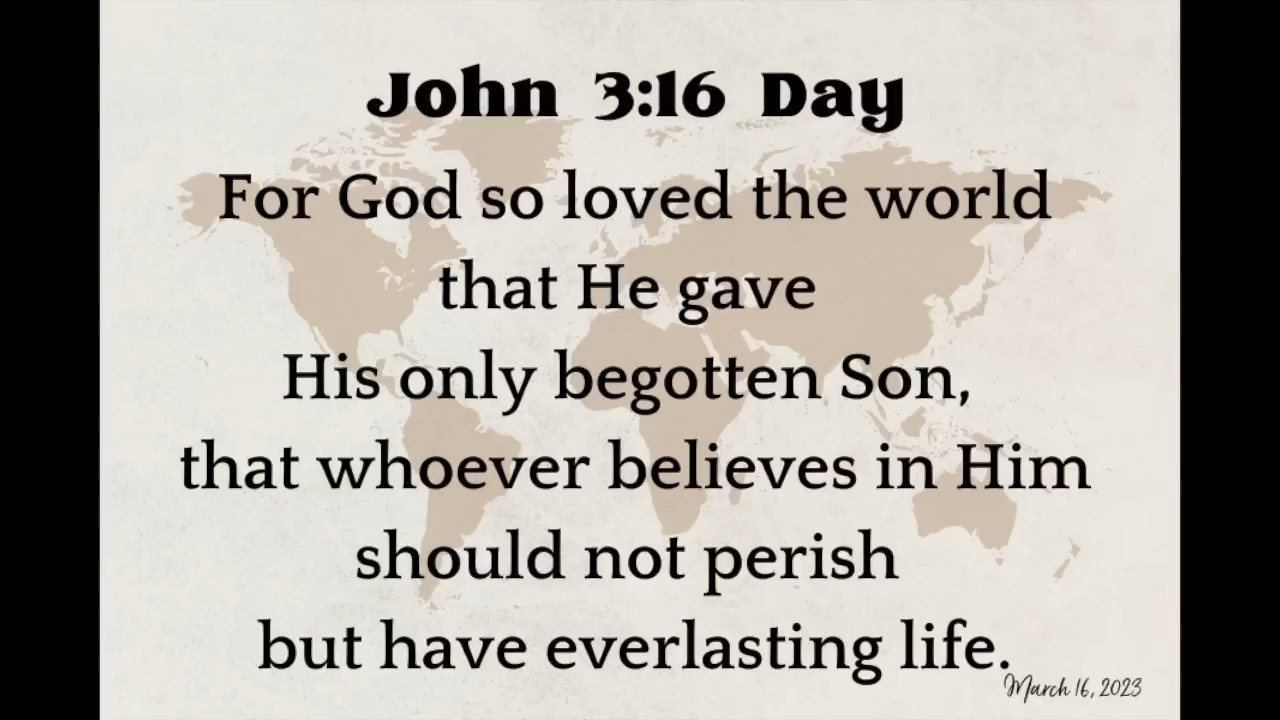 John 3:16 Day
For God so loved the world
that He gave
His only begotten Son,
that whoever believes in Him
should not perish
but have everlasting life.
March 16, 2023